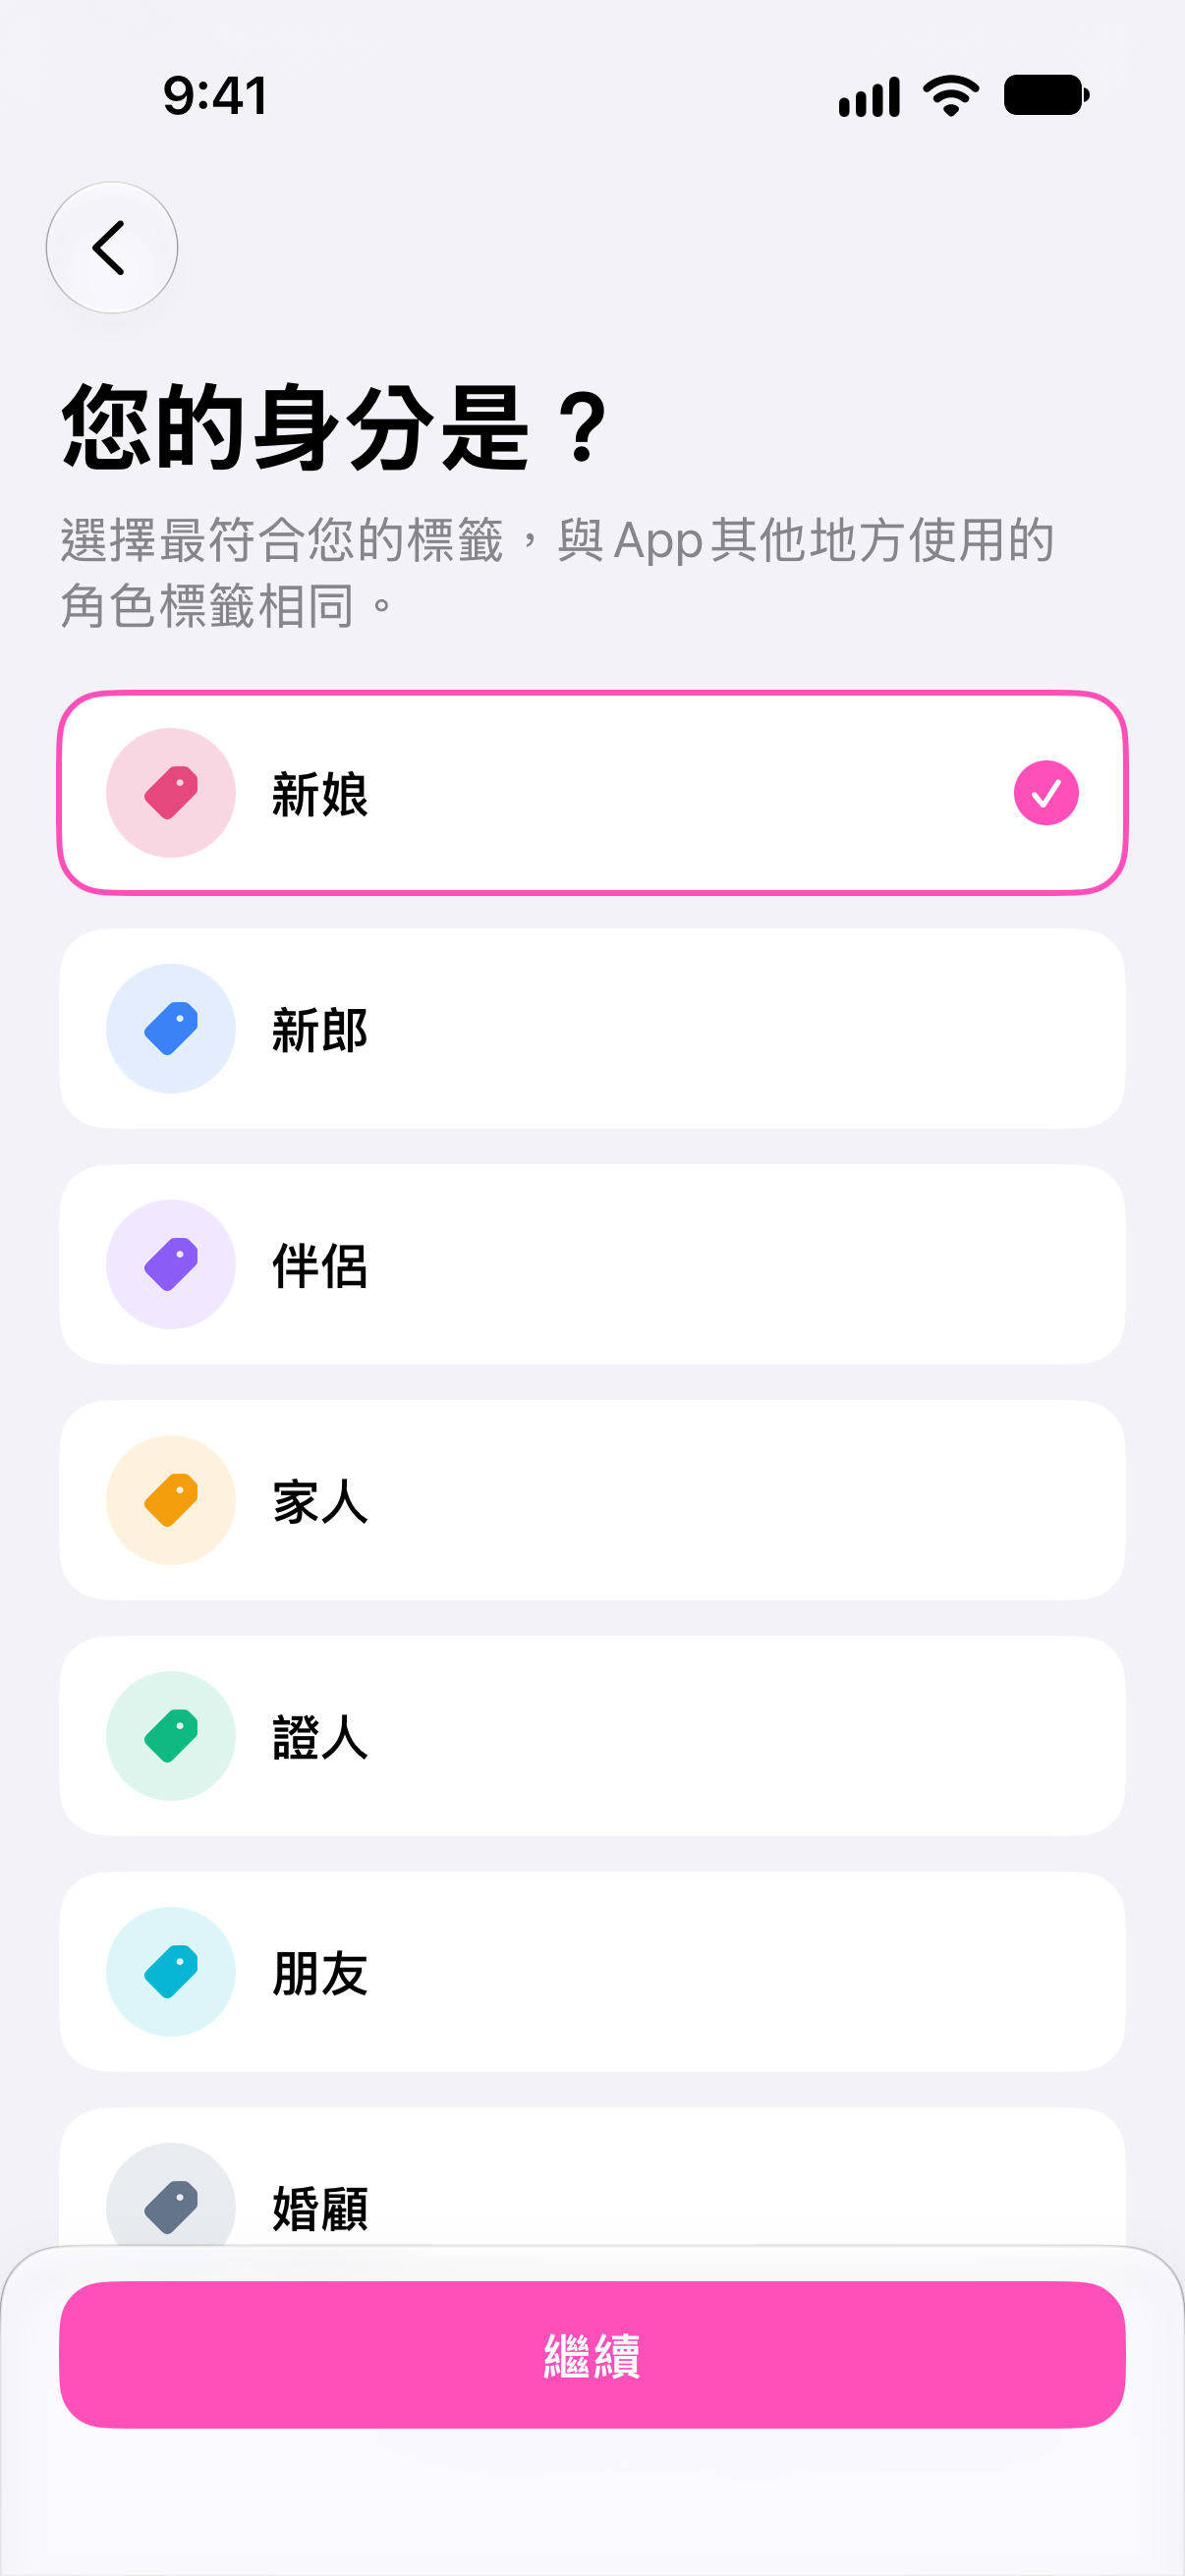 9:41
您的身分是？
選擇最符合您的標籤，與 App 其他地方使用的
角色標籤相同。
新娘
新郎
伴侶
家人
證人
朋友
婚顧
繼續